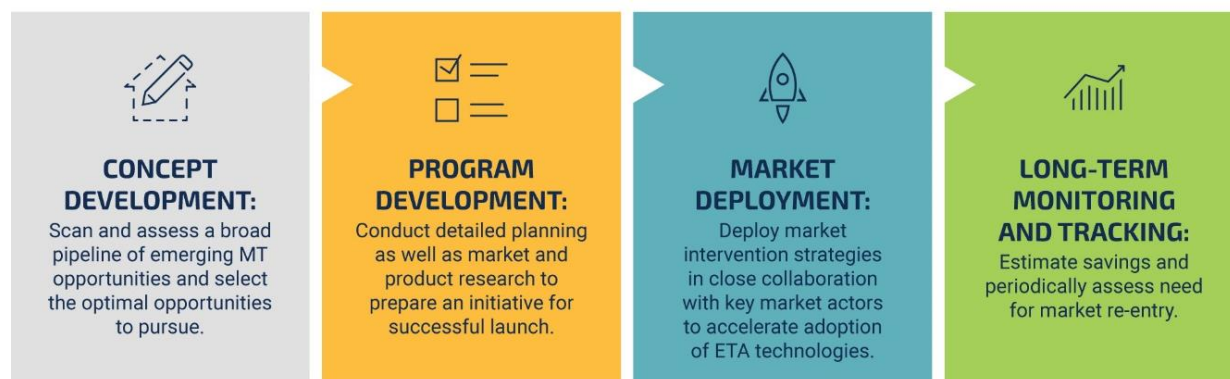 CONCEPT
DEVELOPMENT:
Scan and assess a broad
pipeline of emerging MT
opportunities and select
the optimal opportunities
to pursue.
PROGRAM
DEVELOPMENT:
Conduct detailed planning
as well as market and
product research to
prepare an initiative for
successful launch.
MARKET
DEPLOYMENT:
Deploy market
intervention strategies
in close collaboration
with key market actors
to accelerate adoption
of ETA technologies.
LONG-TERM
MONITORING
AND TRACKING:
Estimate savings and
periodically assess need
for market re-entry.